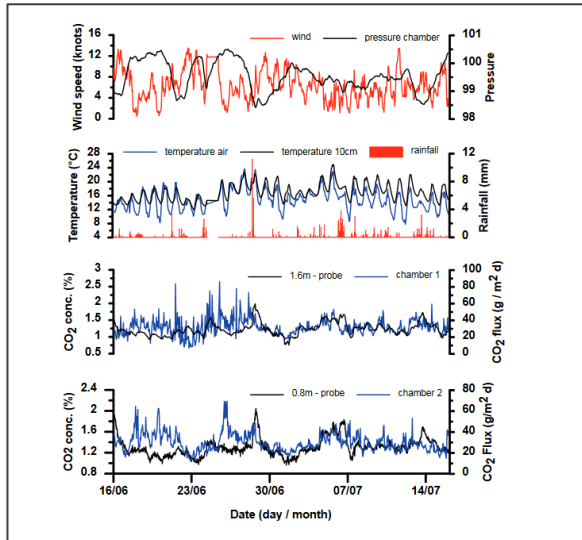 wind
pressure chamber
Wind speed (knots)
16
12
8
4
0
101
100
99
98
Pressure
temperature air
temperature 10cm
rainfall
Temperature (°C)
28
24
20
16
12
8
4
12
8
4
0
Rainfall (mm)
1.6m - probe
chamber 1
CO2 conc. (%)
3
2.5
2
1.5
1
0.5
100
80
60
40
20
0
CO2 flux (g / m2 d)
0.8m - probe
chamber 2
CO2 conc. (%)
2.4
2
1.6
1.2
0.8
80
60
40
20
0
CO2 Flux (g/m2 d)
16/06
23/06
30/06
07/07
14/07
Date (day / month)